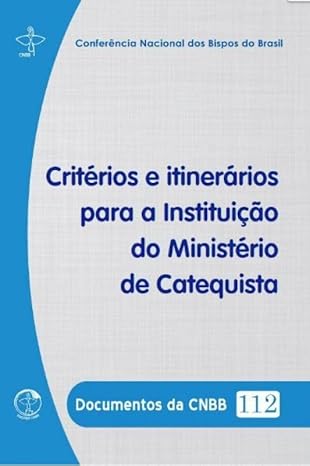 CNBB
Conferência Nacional dos Bispos do Brasil
Critérios e itinerários
para a Instituição
do Ministério
de Catequista
Documentos da CNBB 112